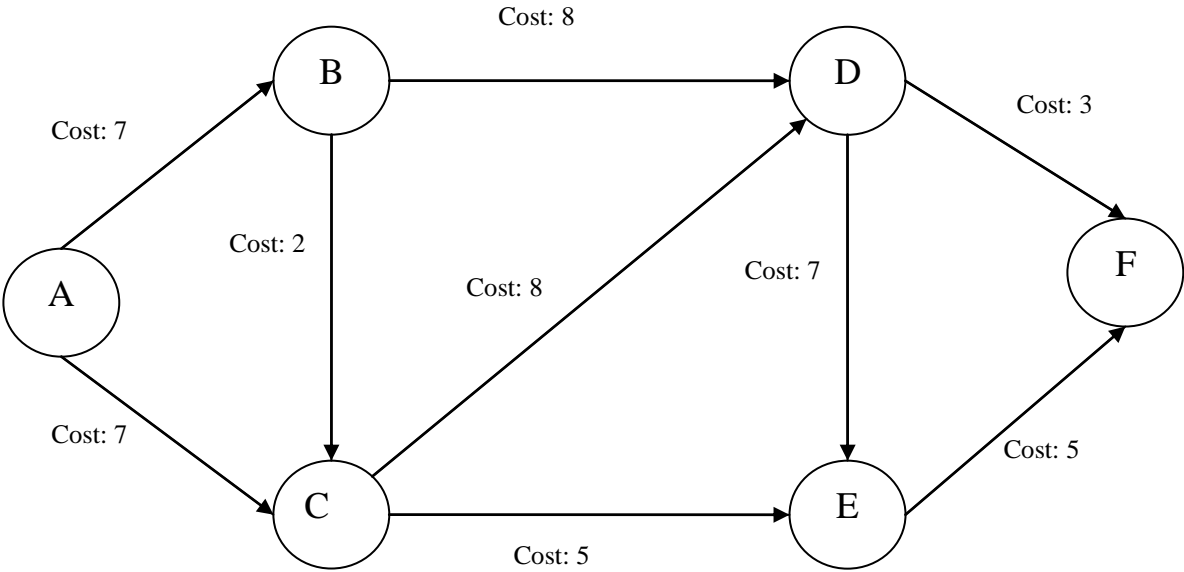 Cost: 8
B
D
Cost: 3
Cost: 7
Cost: 2
F
Cost: 7
Cost: 8
A
Cost: 7
Cost: 5
C
E
Cost: 5